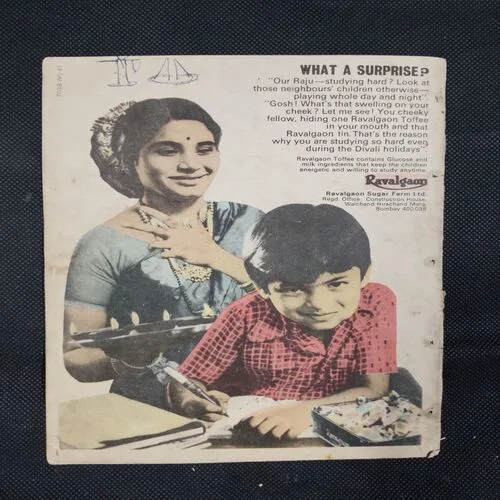 WHAT A SURPRISE?
"Our Raju—studying hard? Look at
those neighbours' children otherwise—
playing whole day and night".
"Gosh! What's that swelling on your
cheek? Let me see! You cheeky
fellow, hiding one Ravalgaon Toffee
in your mouth and that
Ravalgaon tin. That's the reason
why you are studying so hard even
during the Divali holidays".
Ravalgaon Toffee contains Glucose and
milk ingredients that keep the children
energetic and willing to study anytime.
Ravalgaon
Ravalgaon Sugar Farm Ltd.
Regd. Office: Construction House,
Walchand Hirachand Marg,
Bombay 400 038